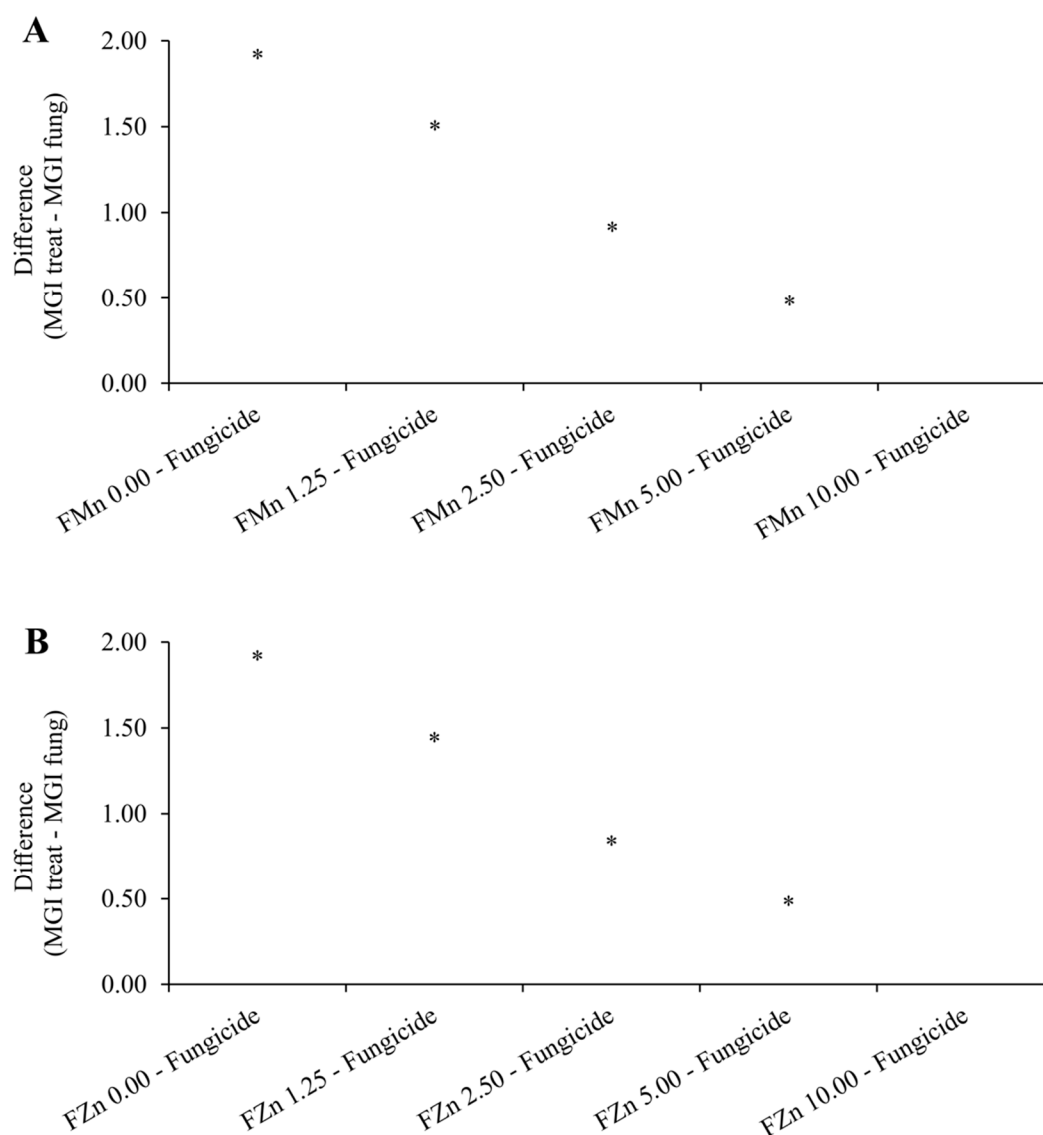 A
Difference
(MGI treat - MGI fung)
2.00
1.50
1.00
0.50
0.00
*
*
*
*
FMn 0.00 - Fungicide
FMn 1.25 - Fungicide
FMn 2.50 - Fungicide
FMn 5.00 - Fungicide
FMn 10.00 - Fungicide
B
Difference
(MGI treat - MGI fung)
2.00
1.50
1.00
0.50
0.00
*
*
*
*
FZn 0.00 - Fungicide
FZn 1.25 - Fungicide
FZn 2.50 - Fungicide
FZn 5.00 - Fungicide
FZn 10.00 - Fungicide